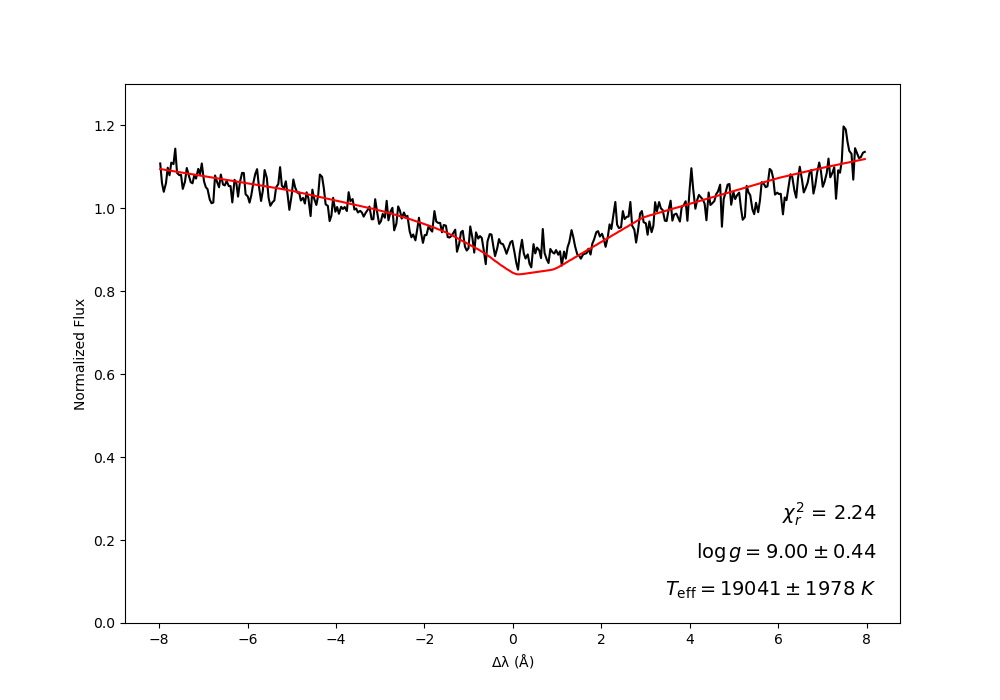 1.2
1.0
0.8
0.6
0.4
0.2
0.0
Normalized Flux
χ²ᵣ = 2.24
log g = 9.00 ± 0.44
T_eff = 19041 ± 1978 K
−8 −6 −4 −2 0 2 4 6 8
Δλ (Å)